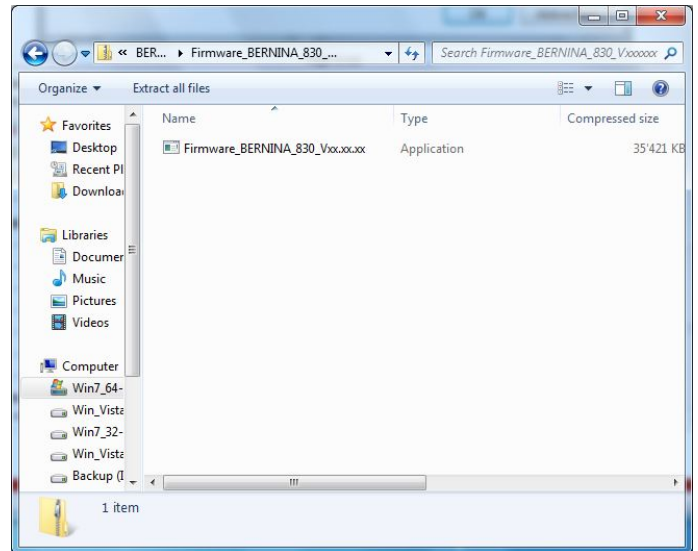 « BER... ▸ Firmware_BERNINA_830_...
Search Firmware_BERNINA_830_Vxxxxxx
Organize
Extract all files
Name
Type
Compressed size
Firmware_BERNINA_830_Vxx.xx.xx
Application
35'421 KB
Favorites
Desktop
Recent Pl
Downloa
Libraries
Documen
Music
Pictures
Videos
Computer
Win7_64-
Win_Vista
Win7_32-
Win_Vista
Backup (I
1 item